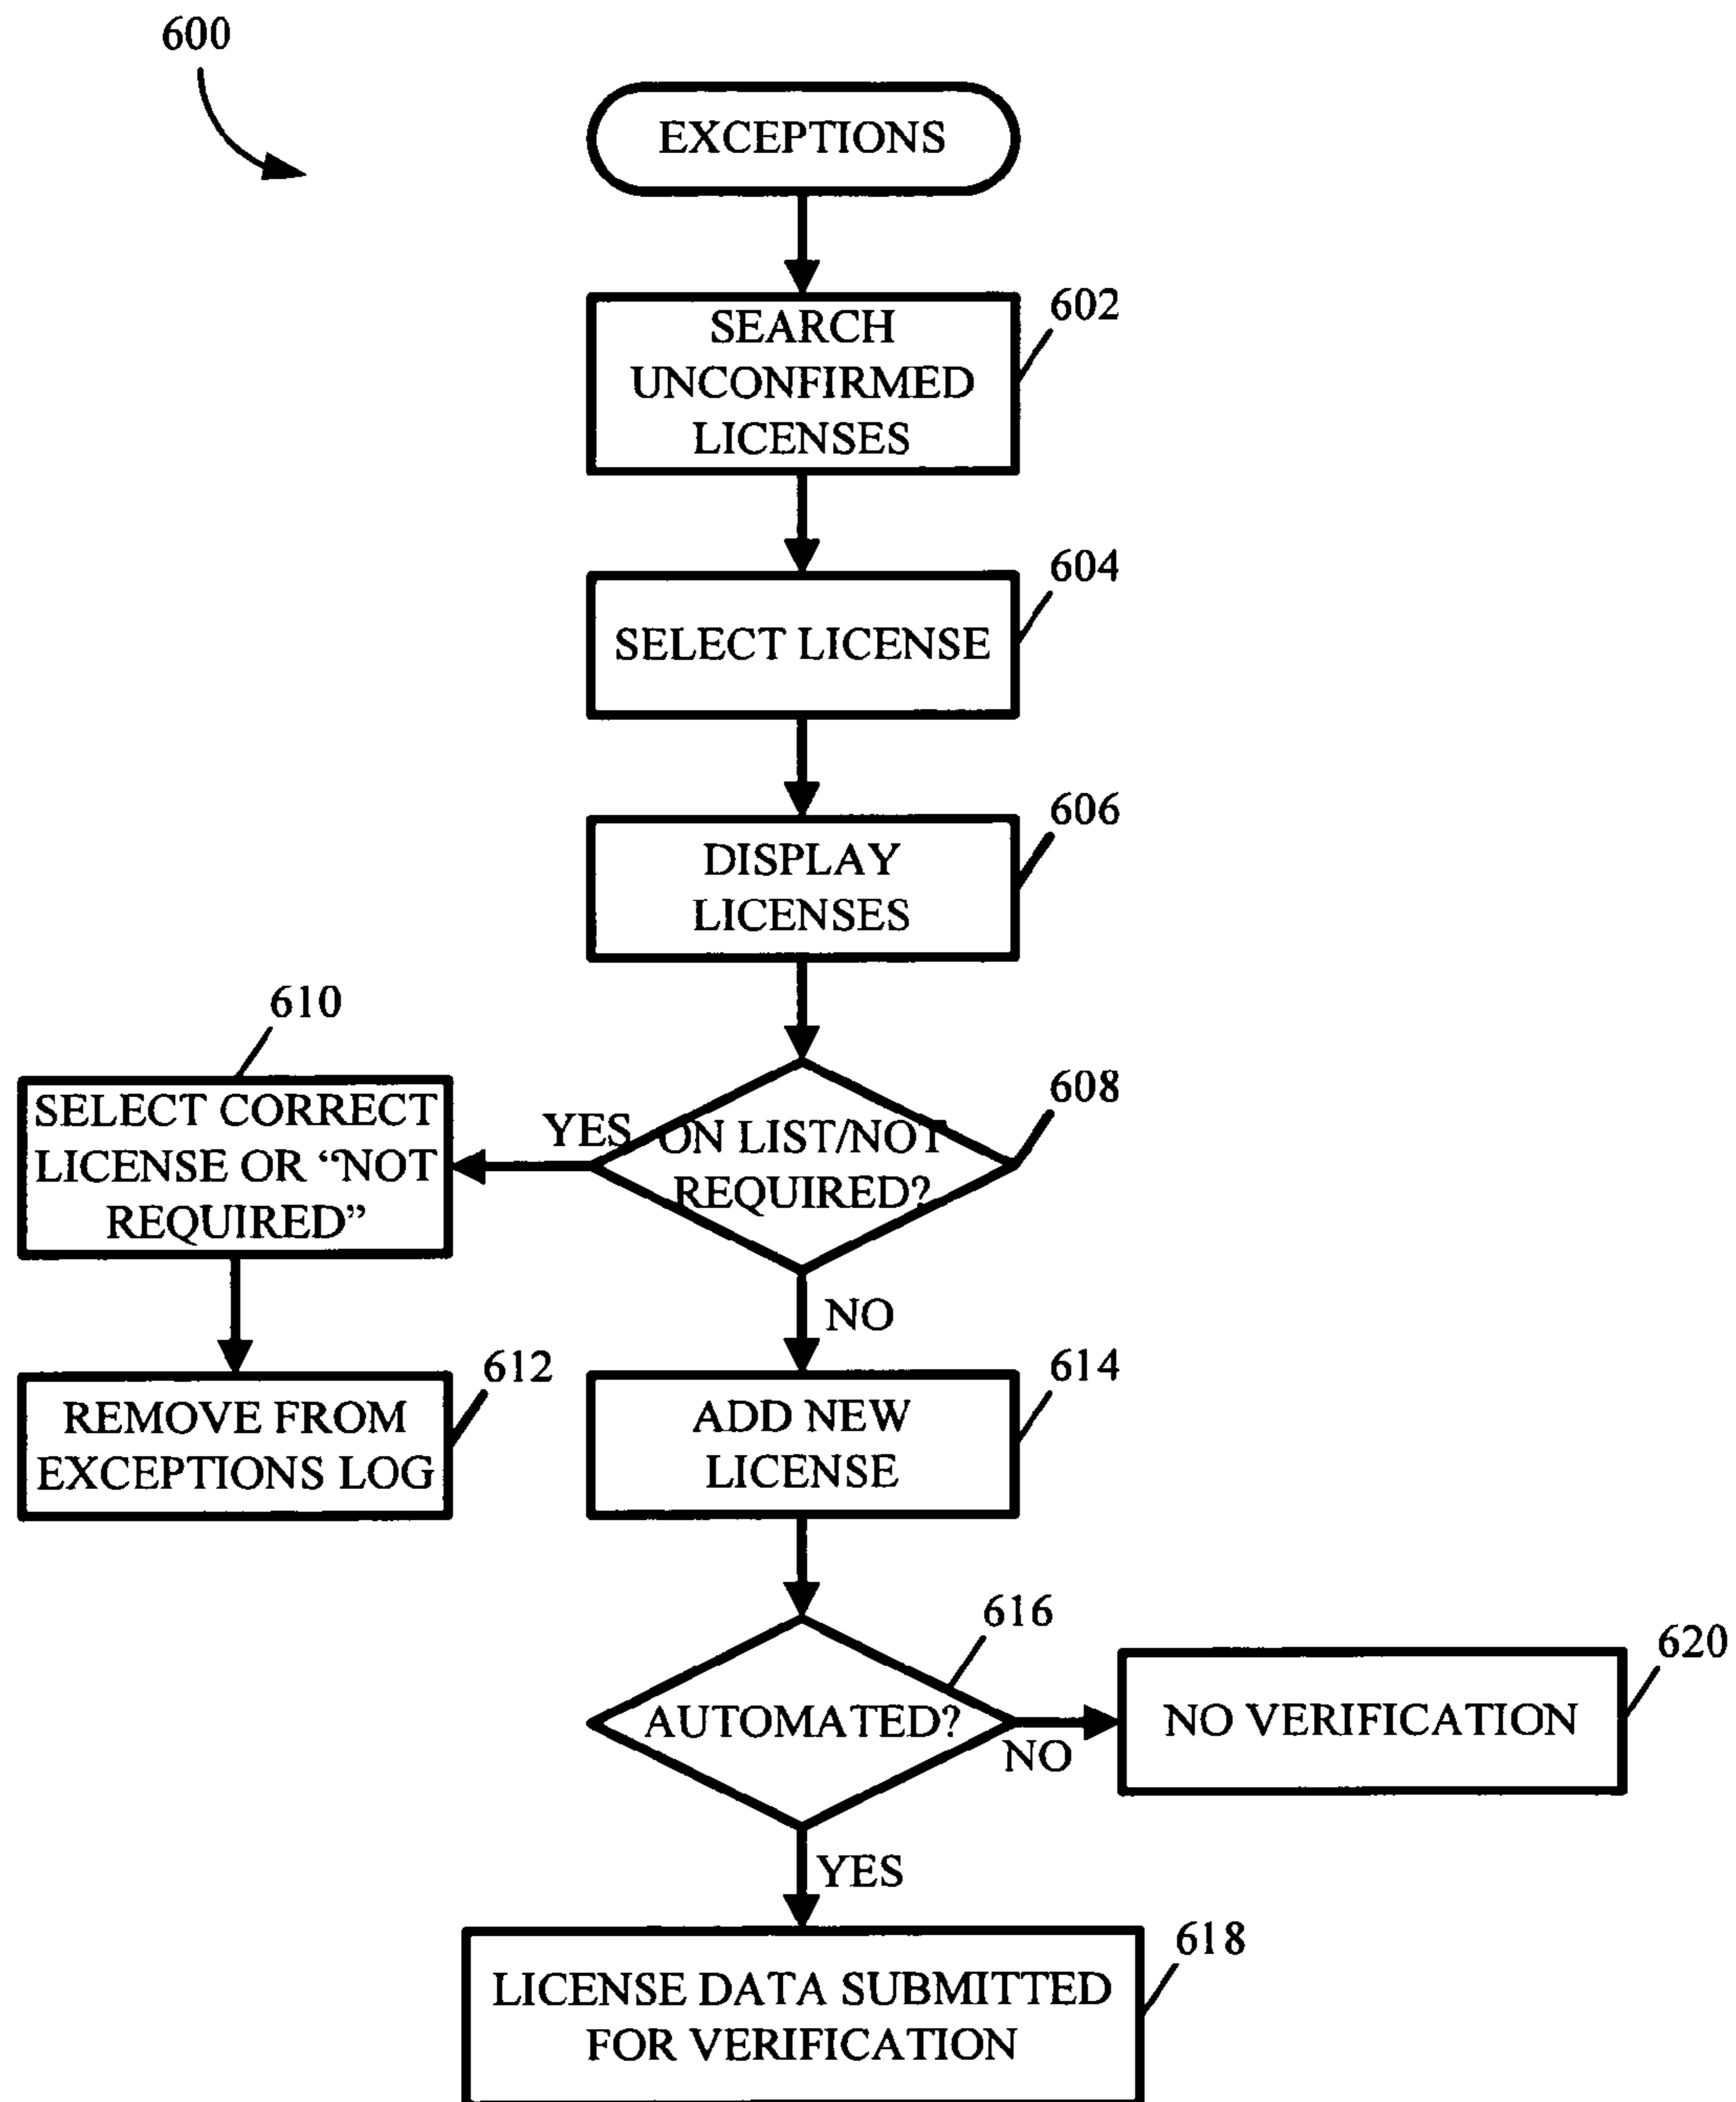 600
EXCEPTIONS
602
SEARCH
UNCONFIRMED
LICENSES
604
SELECT LICENSE
606
DISPLAY
LICENSES
610
608
SELECT CORRECT
LICENSE OR “NOT
REQUIRED”
YES
ON LIST/NOT
REQUIRED?
NO
612
REMOVE FROM
EXCEPTIONS LOG
614
ADD NEW
LICENSE
616
AUTOMATED?
NO
620
NO VERIFICATION
YES
618
LICENSE DATA SUBMITTED
FOR VERIFICATION